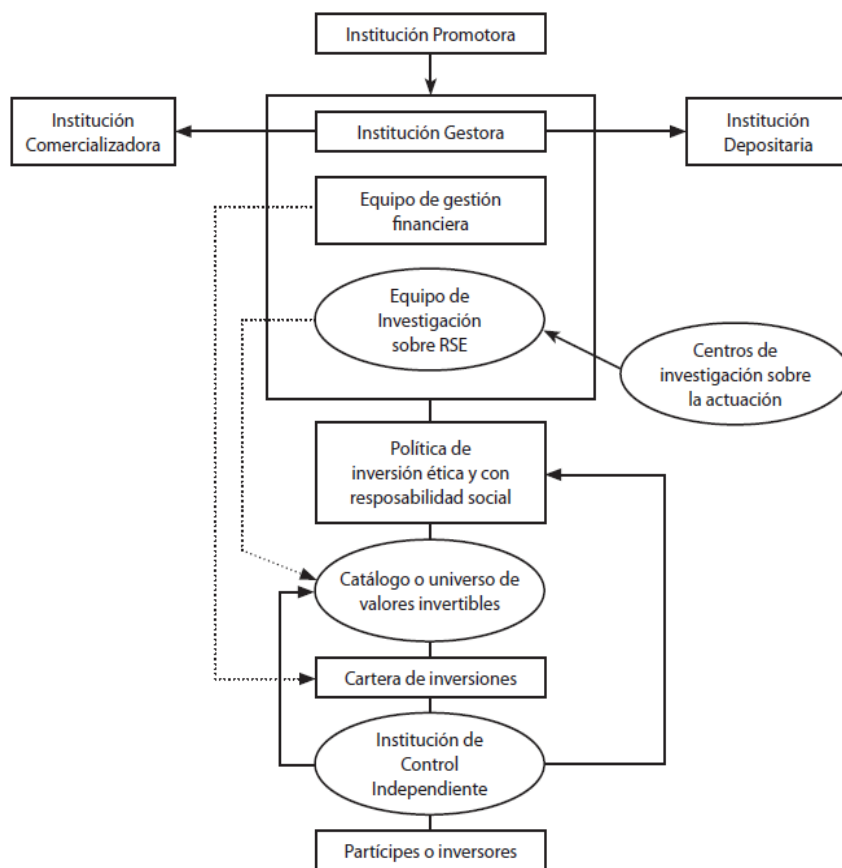 Institución Promotora
Institución
Comercializadora
Institución Gestora
Institución
Depositaria
Equipo de gestión
financiera
Equipo de
Investigación
sobre RSE
Centros de
investigación sobre
la actuación
Política de
inversión ética y con
resposabilidad social
Catálogo o universo de
valores invertibles
Cartera de inversiones
Institución de
Control
Independiente
Partícipes o inversores